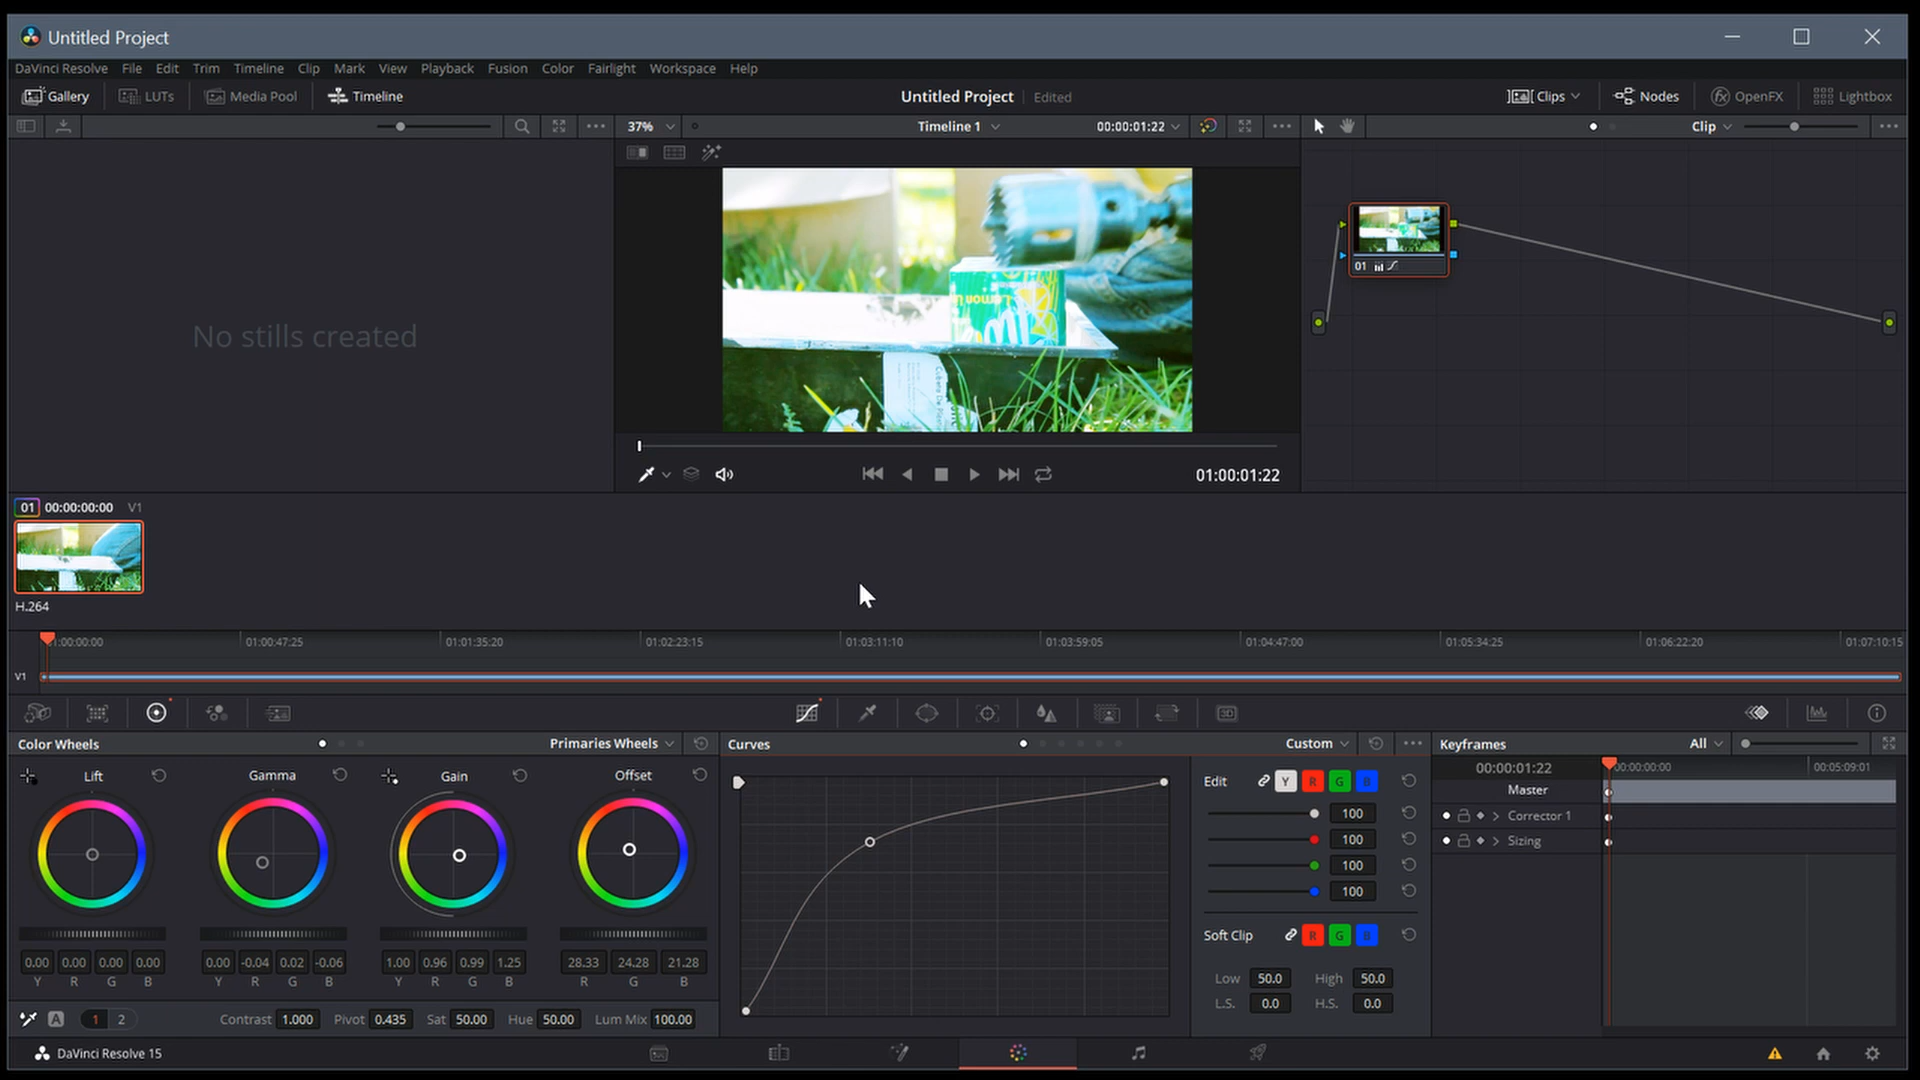 Untitled Project
DaVinci Resolve File Edit Trim Timeline Clip Mark View Playback Fusion Color Fairlight Workspace Help
Gallery LUTs Media Pool Timeline Untitled Project Edited Clips Nodes OpenFX Lightbox
37% Timeline 1 00:00:01:22 Clip
No stills created
01
01:00:01:22
01 00:00:00:00 V1
H.264
:00:00:00 01:00:47:25 01:01:35:20 01:02:23:15 01:03:11:10 01:03:59:05 01:04:47:00 01:05:34:25 01:06:22:20 01:07:10:15
V1
3D
Color Wheels Primaries Wheels Curves Custom Keyframes All
Lift Gamma Gain Offset
Edit Y R G B
100
100
100
100
00:00:01:22 00:00:00:00 00:05:09:01
Master
Corrector 1
Sizing
Soft Clip R G B
0.00 0.00 0.00 0.00 0.00 -0.04 0.02 -0.06 1.00 0.96 0.99 1.25 28.33 24.28 21.28
Y R G B Y R G B Y R G B R G B
Low 50.0 High 50.0
L.S. 0.0 H.S. 0.0
A 1 2 Contrast 1.000 Pivot 0.435 Sat 50.00 Hue 50.00 Lum Mix 100.00
DaVinci Resolve 15